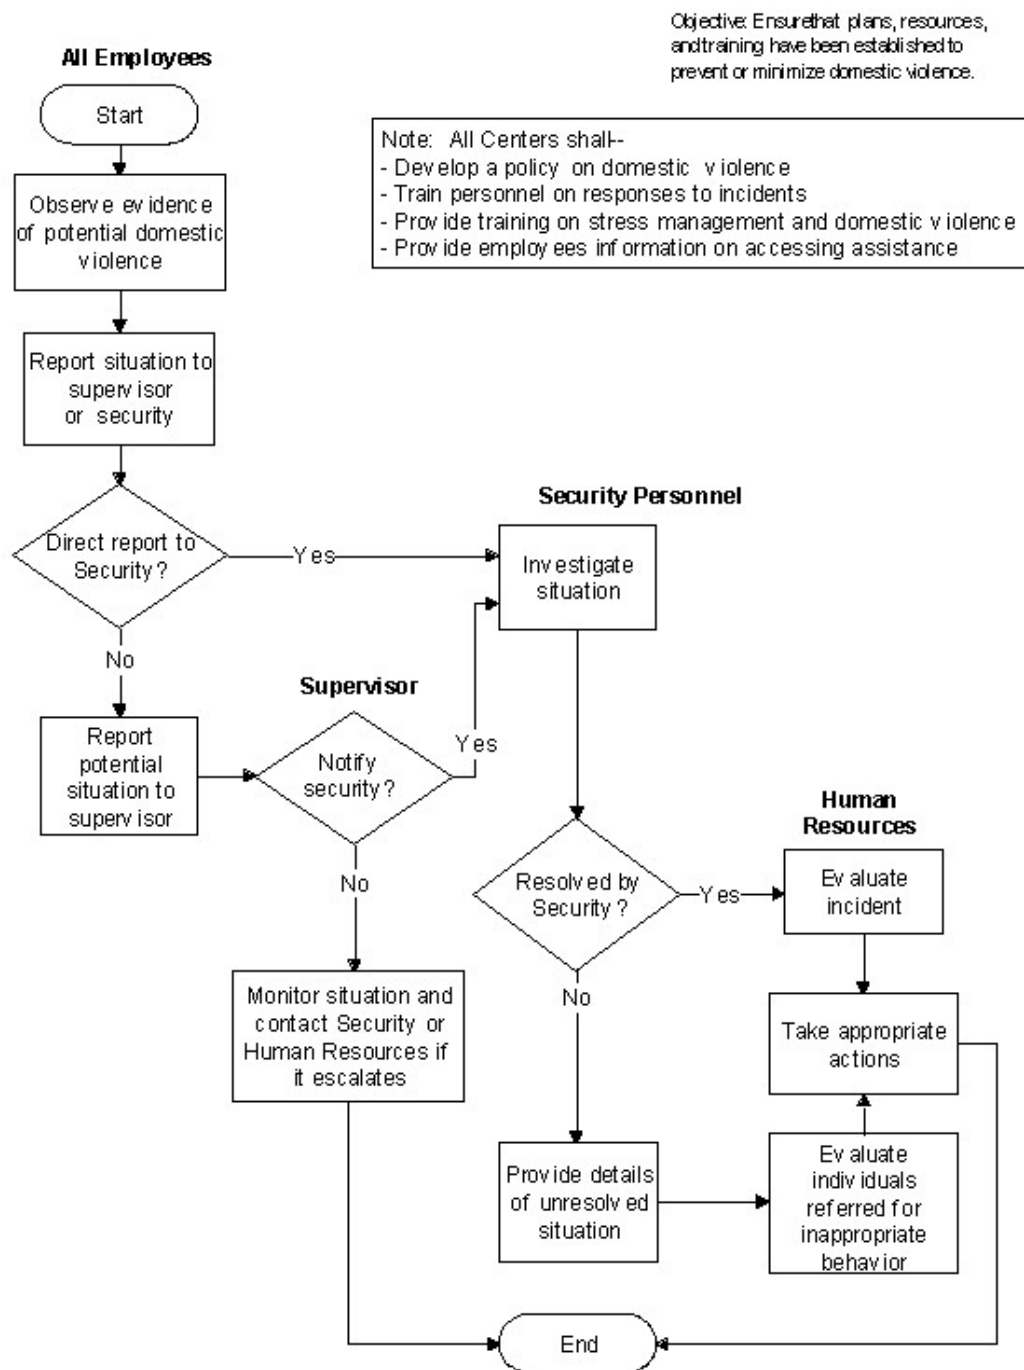 Objective: Ensurethat plans, resources,
andtraining have been established to
prevent or minimize domestic violence.
All Employees
Start
Note: All Centers shall--
- Develop a policy on domestic violence
- Train personnel on responses to incidents
- Provide training on stress management and domestic violence
- Provide employees information on accessing assistance
Observe evidence
of potential domestic
violence
Report situation to
supervisor
or security
Direct report to
Security?
Yes
No
Security Personnel
Investigate
situation
Report
potential
situation to
supervisor
Supervisor
Notify
security?
Yes
No
Monitor situation and
contact Security or
Human Resources if
it escalates
Resolved by
Security?
Yes
No
Human
Resources
Evaluate
incident
Take appropriate
actions
Provide details
of unresolved
situation
Evaluate
individuals
referred for
inappropriate
behavior
End